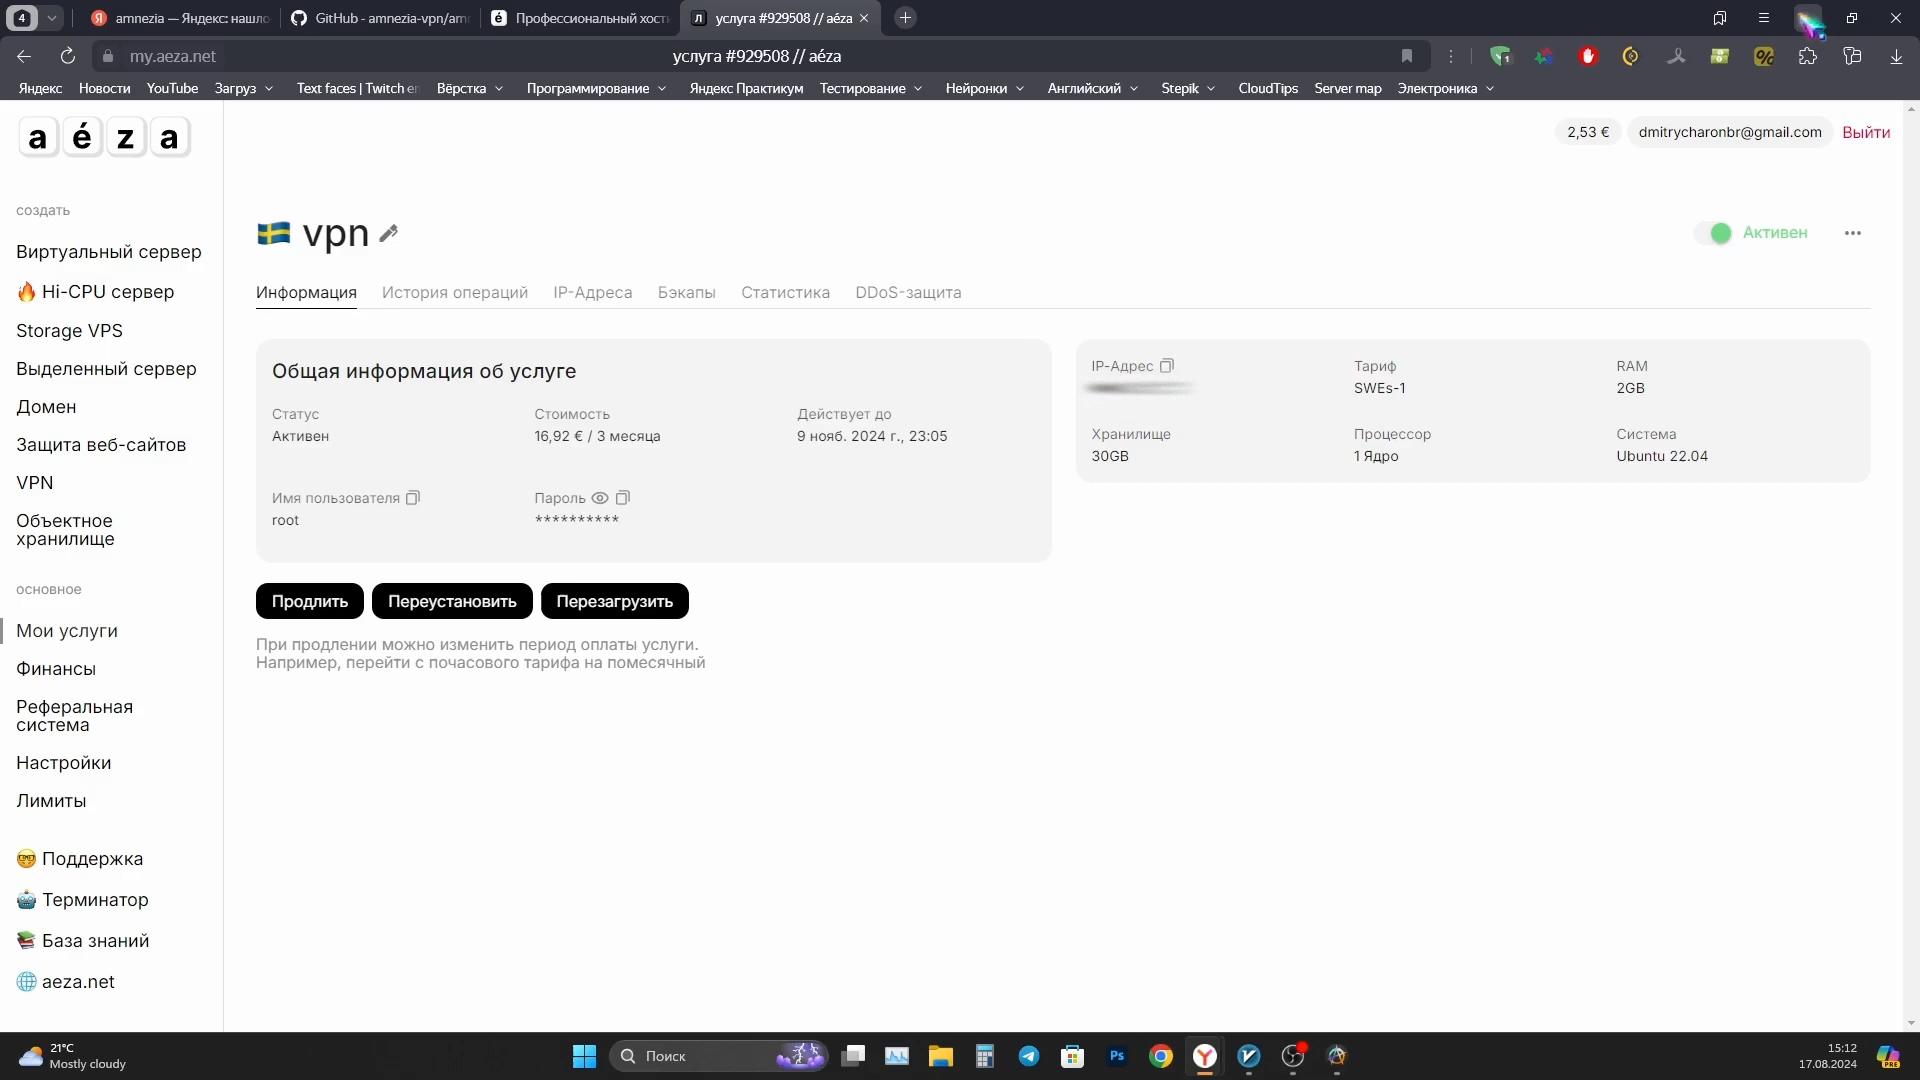 4
amnezia — Яндекс: нашло
GitHub - amnezia-vpn/amn
Профессиональный хости
услуга #929508 // aéza
my.aeza.net
услуга #929508 // aéza
Яндекс
Новости
YouTube
Загруз
Text faces | Twitch em
Вёрстка
Программирование
Яндекс Практикум
Тестирование
Нейронки
Английский
Stepik
CloudTips
Server map
Электроника
aéza
2,53 €
dmitrycharonbr@gmail.com
Выйти
создать
Виртуальный сервер
Hi-CPU сервер
Storage VPS
Выделенный сервер
Домен
Защита веб-сайтов
VPN
Объектное
хранилище
основное
Мои услуги
Финансы
Реферальная
система
Настройки
Лимиты
Поддержка
Терминатор
База знаний
aeza.net
vpn
Активен
Информация
История операций
IP-Адреса
Бэкапы
Статистика
DDoS-защита
Общая информация об услуге
Статус
Активен
Стоимость
16,92 € / 3 месяца
Действует до
9 нояб. 2024 г., 23:05
Имя пользователя
root
Пароль
**********
IP-Адрес
Тариф
SWEs-1
RAM
2GB
Хранилище
30GB
Процессор
1 Ядро
Система
Ubuntu 22.04
Продлить
Переустановить
Перезагрузить
При продлении можно изменить период оплаты услуги.
Например, перейти с почасового тарифа на помесячный
21°C
Mostly cloudy
Поиск
Ps
15:12
17.08.2024
PRE